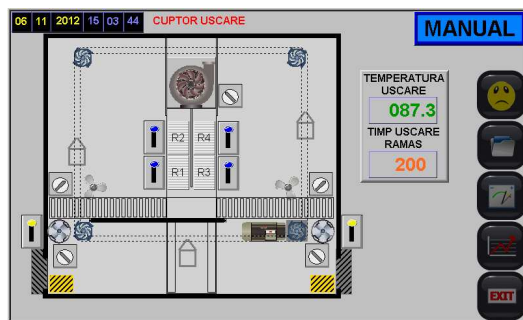 06 11 2012 15 03 44 CUPTOR USCARE
MANUAL
TEMPERATURA
USCARE
087.3
TIMP USCARE
RAMAS
200
R2 R4
R1 R3
EXIT